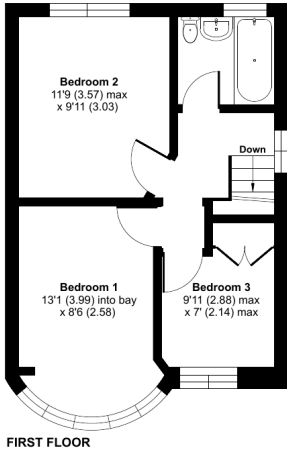 Bedroom 2
11'9 (3.57) max
x 9'11 (3.03)
Down
Bedroom 1
13'1 (3.99) into bay
x 8'6 (2.58)
Bedroom 3
9'11 (2.88) max
x 7' (2.14) max
FIRST FLOOR